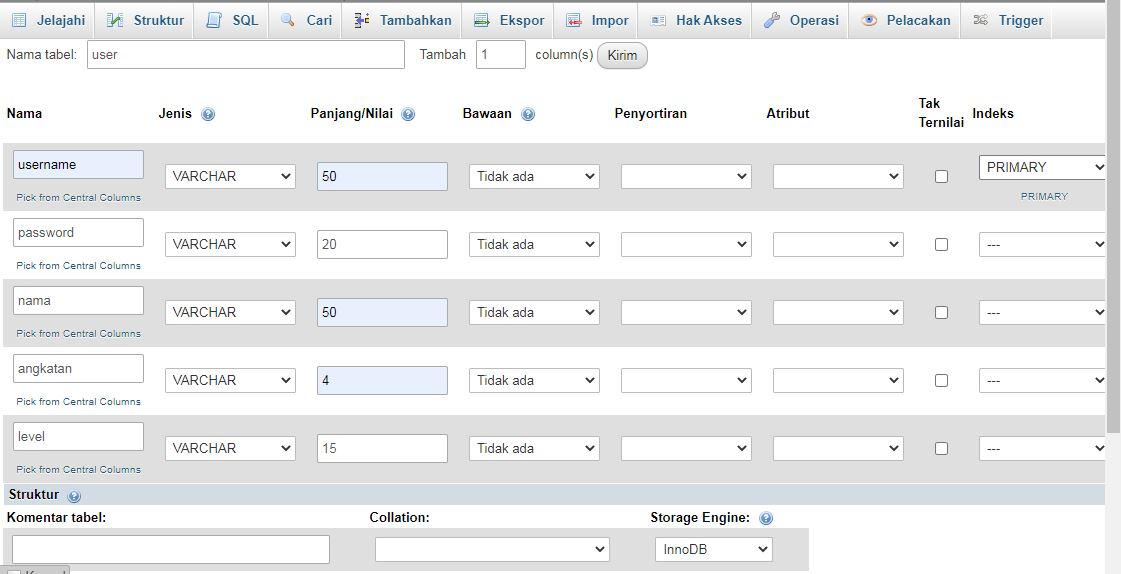 Jelajahi Struktur SQL Cari Tambahkan Ekspor Impor Hak Akses Operasi Pelacakan Trigger
Nama tabel: user Tambah 1 column(s) Kirim
Nama Jenis Panjang/Nilai Bawaan Penyortiran Atribut Tak Ternilai Indeks
username VARCHAR 50 Tidak ada PRIMARY
Pick from Central Columns PRIMARY
password VARCHAR 20 Tidak ada ---
Pick from Central Columns
nama VARCHAR 50 Tidak ada ---
Pick from Central Columns
angkatan VARCHAR 4 Tidak ada ---
Pick from Central Columns
level VARCHAR 15 Tidak ada ---
Pick from Central Columns
Struktur
Komentar tabel: Collation: Storage Engine:
InnoDB